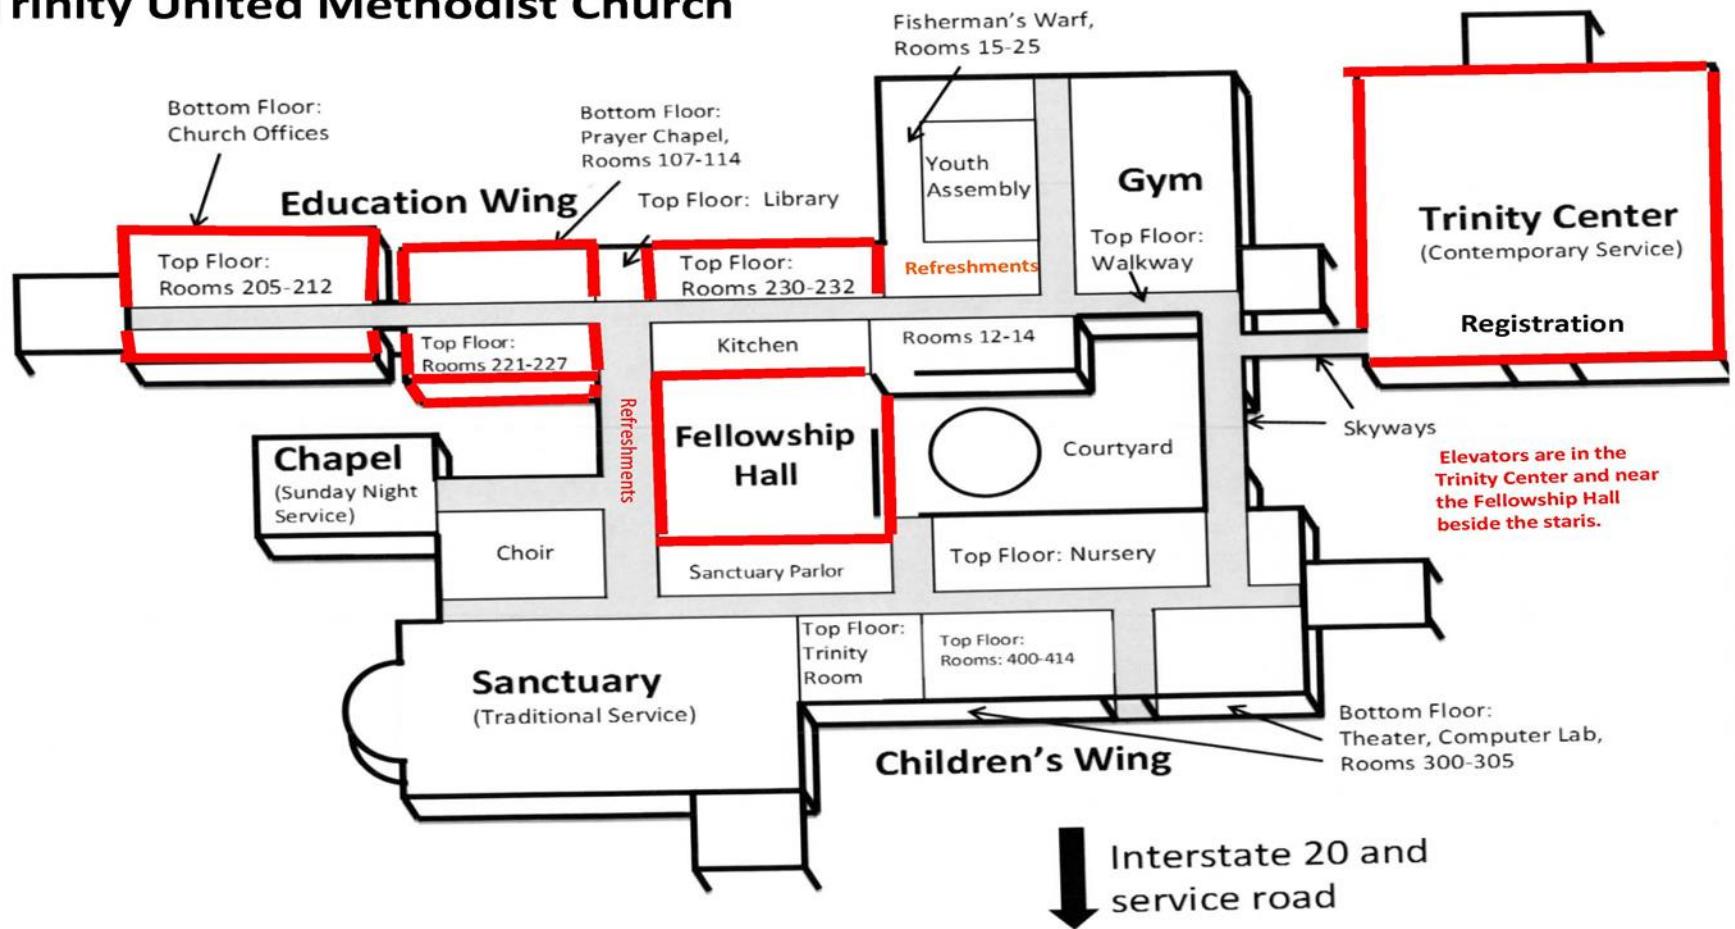 Trinity United Methodist Church
Fisherman's Warf,
Rooms 15-25
Bottom Floor:
Church Offices
Bottom Floor:
Prayer Chapel,
Rooms 107-114
Education Wing
Top Floor: Library
Youth
Assembly
Gym
Top Floor:
Walkway
Trinity Center
(Contemporary Service)
Registration
Top Floor:
Rooms 205-212
Top Floor:
Rooms 230-232
Refreshments
Top Floor:
Rooms 221-227
Kitchen
Rooms 12-14
Refreshments
Fellowship
Hall
Courtyard
Skyways
Elevators are in the
Trinity Center and near
the Fellowship Hall
beside the staris.
Chapel
(Sunday Night
Service)
Choir
Sanctuary Parlor
Top Floor: Nursery
Sanctuary
(Traditional Service)
Top Floor:
Trinity
Room
Top Floor:
Rooms: 400-414
Children's Wing
Bottom Floor:
Theater, Computer Lab,
Rooms 300-305
Interstate 20 and
service road